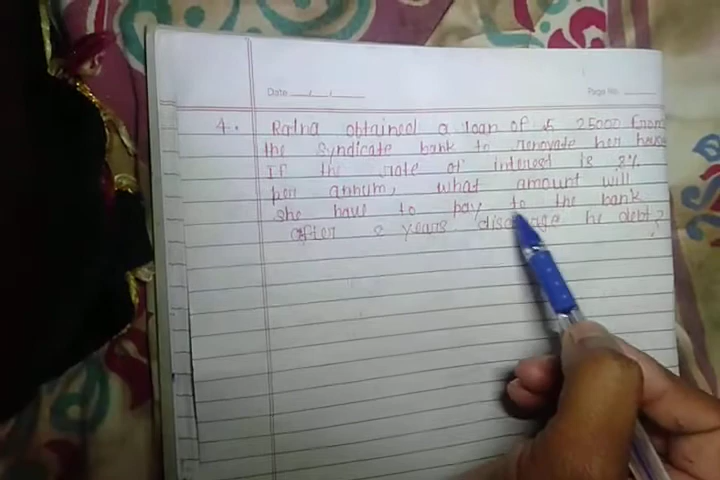 Date / /
Page No.
4. Ratna obtained a loan of 25000 from
the Syndicate bank to renovate her house
If the rate of interest is 8%
per annum, what amount will
she have to pay to the bank
after 2 years discharge he debt?